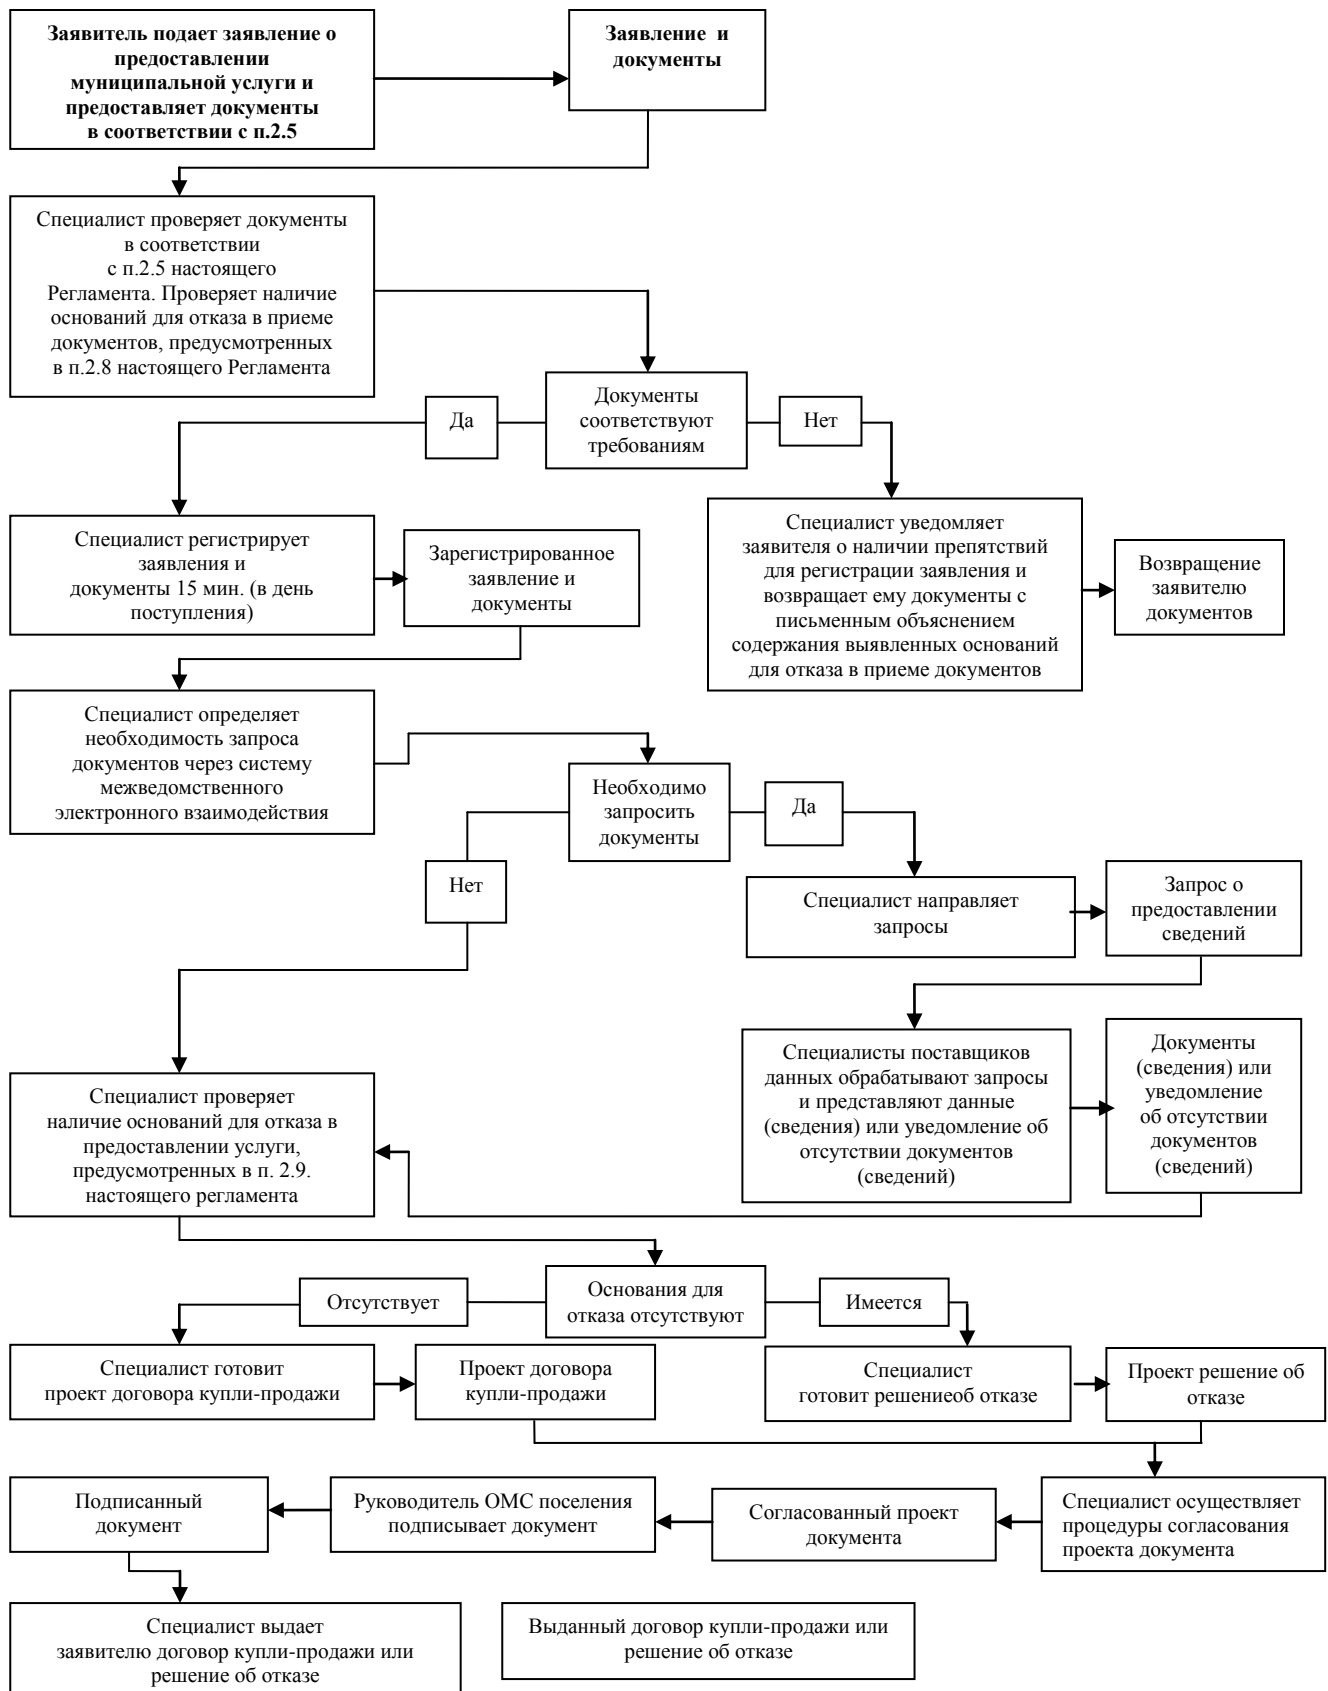 Заявитель подает заявление о
предоставлении
муниципальной услуги и
предоставляет документы
в соответствии с п.2.5
Заявление и
документы
Специалист проверяет документы
в соответствии
с п.2.5 настоящего
Регламента. Проверяет наличие
оснований для отказа в приеме
документов, предусмотренных
в п.2.8 настоящего Регламента
Документы
соответствуют
требованиям
Да
Нет
Специалист регистрирует
заявления и
документы 15 мин. (в день
поступления)
Зарегистрированное
заявление и
документы
Специалист уведомляет
заявителя о наличии препятствий
для регистрации заявления и
возвращает ему документы с
письменным объяснением
содержания выявленных оснований
для отказа в приеме документов
Возвращение
заявителю
документов
Специалист определяет
необходимость запроса
документов через систему
межведомственного
электронного взаимодействия
Необходимо
запросить
документы
Да
Нет
Специалист направляет
запросы
Запрос о
предоставлении
сведений
Специалисты поставщиков
данных обрабатывают запросы
и представляют данные
(сведения) или уведомление об
отсутствии документов
(сведений)
Документы
(сведения) или
уведомление
об отсутствии
документов
(сведений)
Специалист проверяет
наличие оснований для отказа в
предоставлении услуги,
предусмотренных в п. 2.9.
настоящего регламента
Основания для
отказа отсутствуют
Отсутствует
Имеется
Специалист готовит
проект договора купли-продажи
Проект договора
купли-продажи
Специалист
готовит решениеоб отказе
Проект решение об
отказе
Подписанный
документ
Руководитель ОМС поселения
подписывает документ
Согласованный проект
документа
Специалист осуществляет
процедуры согласования
проекта документа
Специалист выдает
заявителю договор купли-продажи или
решение об отказе
Выданный договор купли-продажи или
решение об отказе